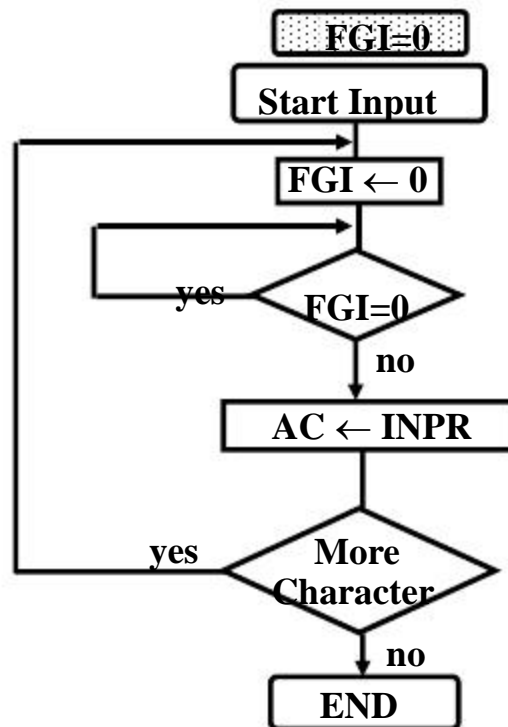 FGI=0
Start Input
FGI ← 0
yes
FGI=0
no
AC ← INPR
yes
More
Character
no
END